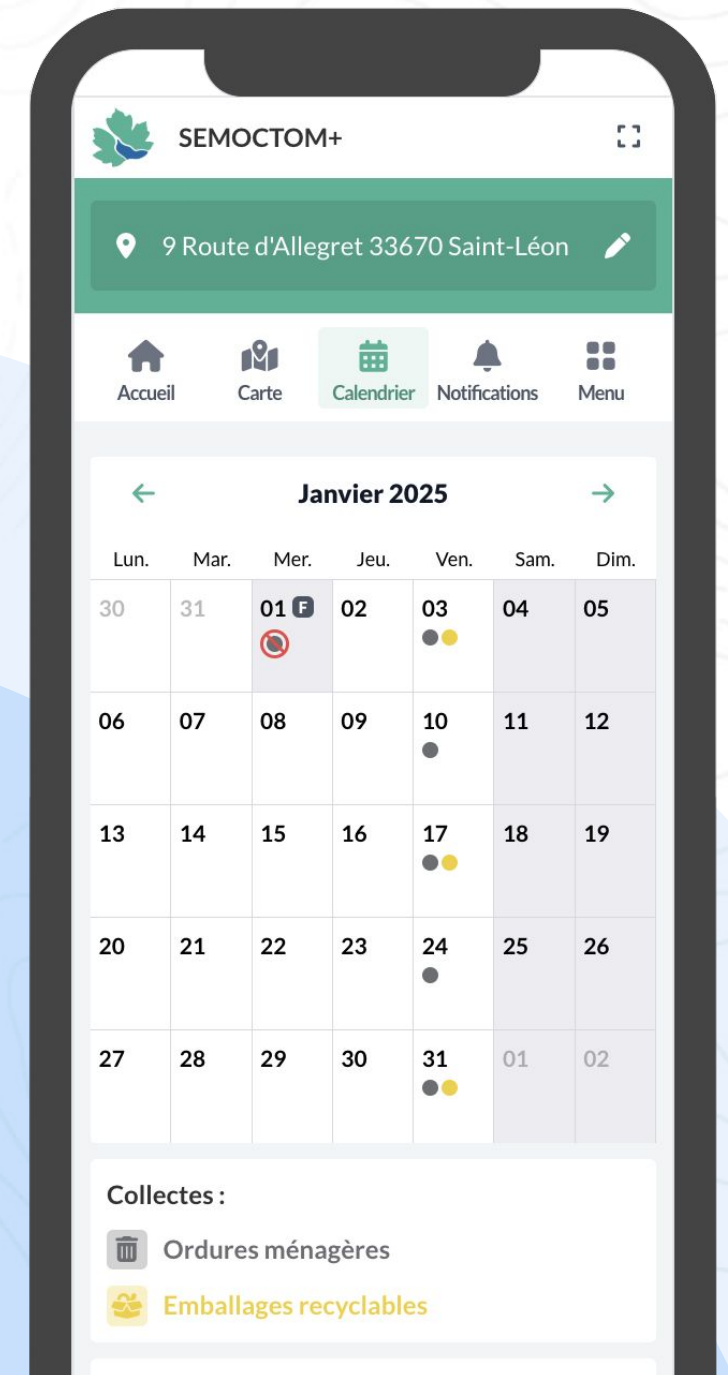 SEMOCTOM+
9 Route d'Allegret 33670 Saint-Léon
Accueil Carte Calendrier Notifications Menu
Janvier 2025
Lun. Mar. Mer. Jeu. Ven. Sam. Dim.
30 31 01 F 02 03 04 05
06 07 08 09 10 11 12
13 14 15 16 17 18 19
20 21 22 23 24 25 26
27 28 29 30 31 01 02
Collectes :
Ordures ménagères
Emballages recyclables